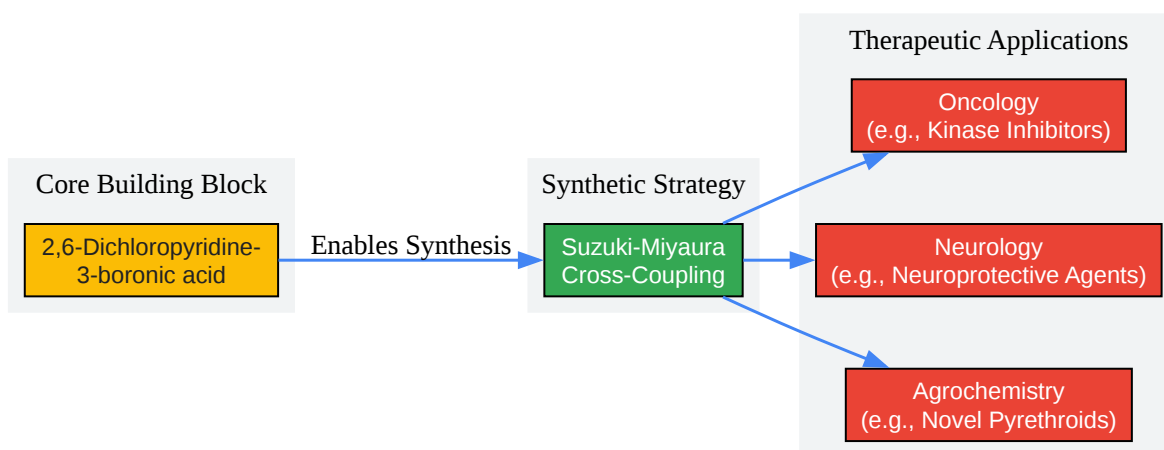 Core Building Block
2,6-Dichloropyridine-
3-boronic acid
Enables Synthesis
Synthetic Strategy
Suzuki-Miyaura
Cross-Coupling
Therapeutic Applications
Oncology
(e.g., Kinase Inhibitors)
Neurology
(e.g., Neuroprotective Agents)
Agrochemistry
(e.g., Novel Pyrethroids)